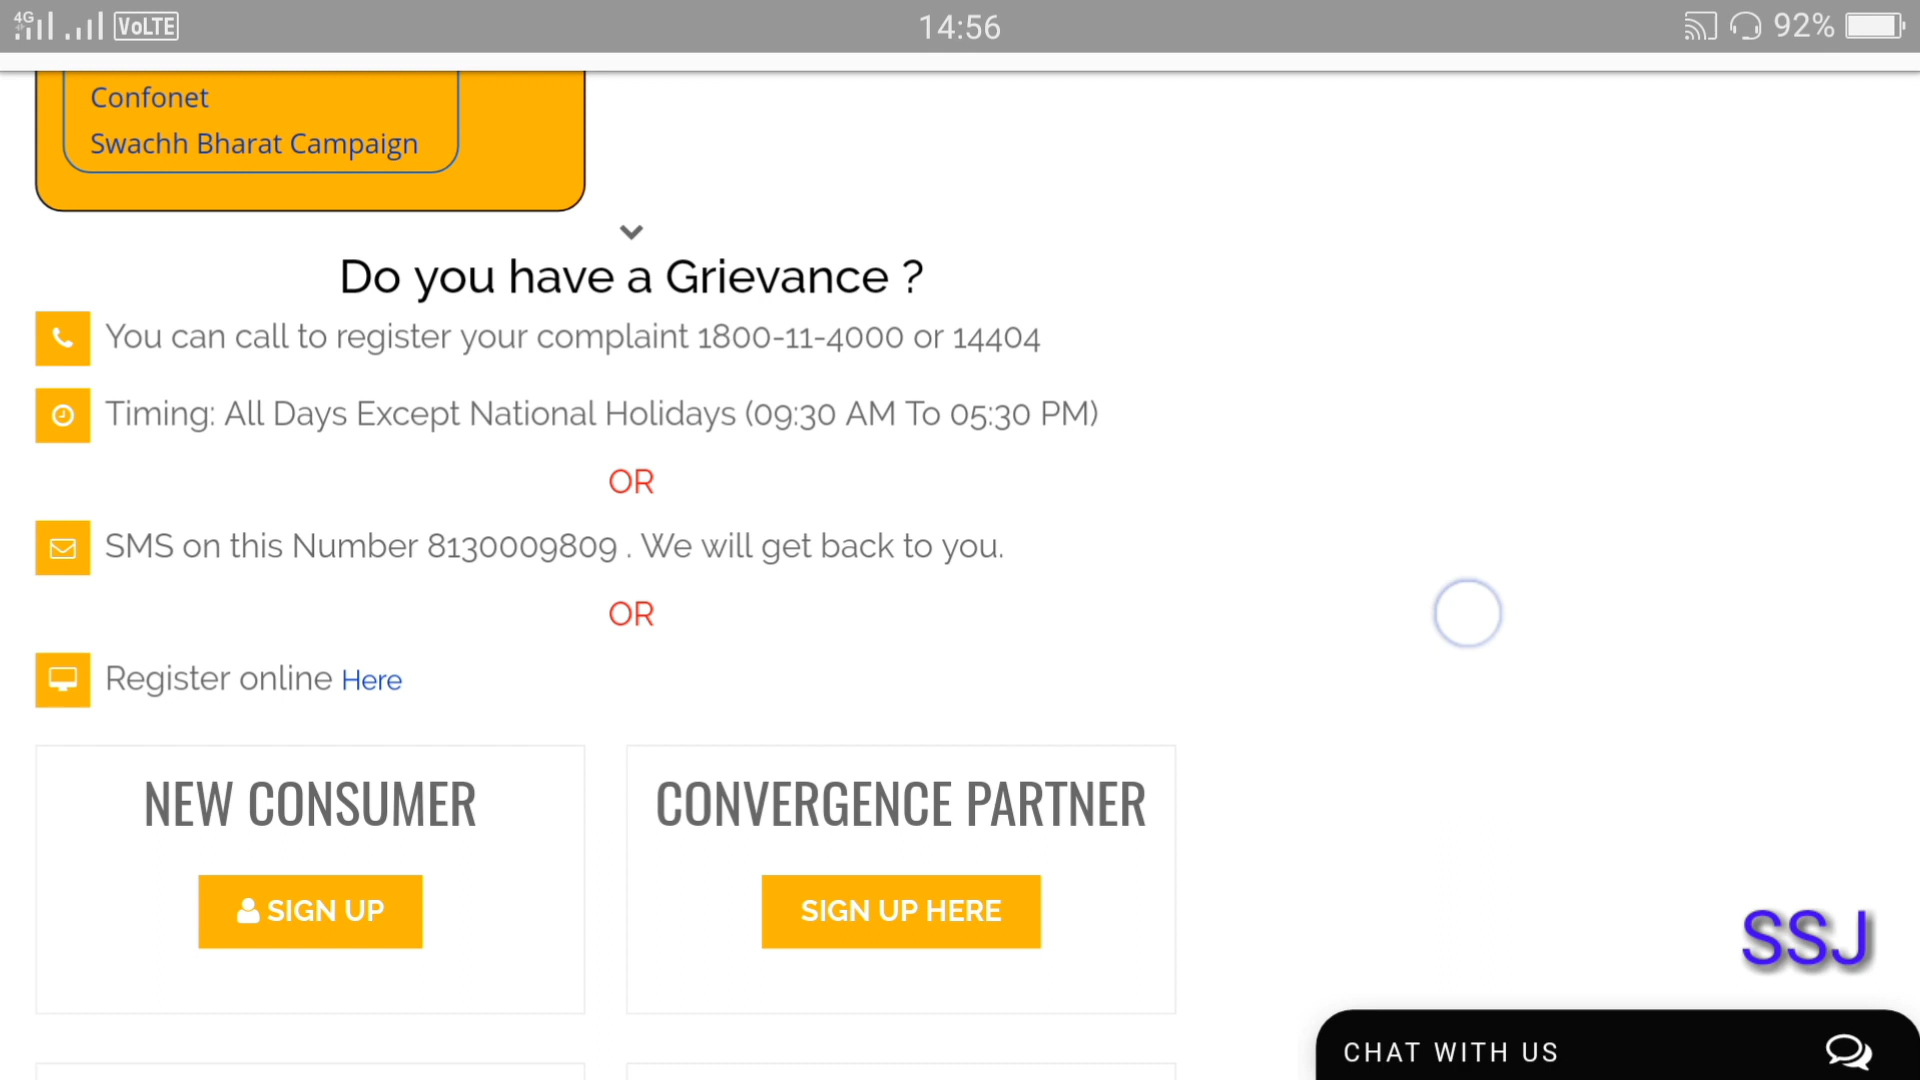 4G VoLTE 14:56 92%
Confonet
Swachh Bharat Campaign
Do you have a Grievance ?
You can call to register your complaint 1800-11-4000 or 14404
Timing: All Days Except National Holidays (09:30 AM To 05:30 PM)
OR
SMS on this Number 8130009809 . We will get back to you.
OR
Register online Here
NEW CONSUMER
SIGN UP
CONVERGENCE PARTNER
SIGN UP HERE
SSJ
CHAT WITH US